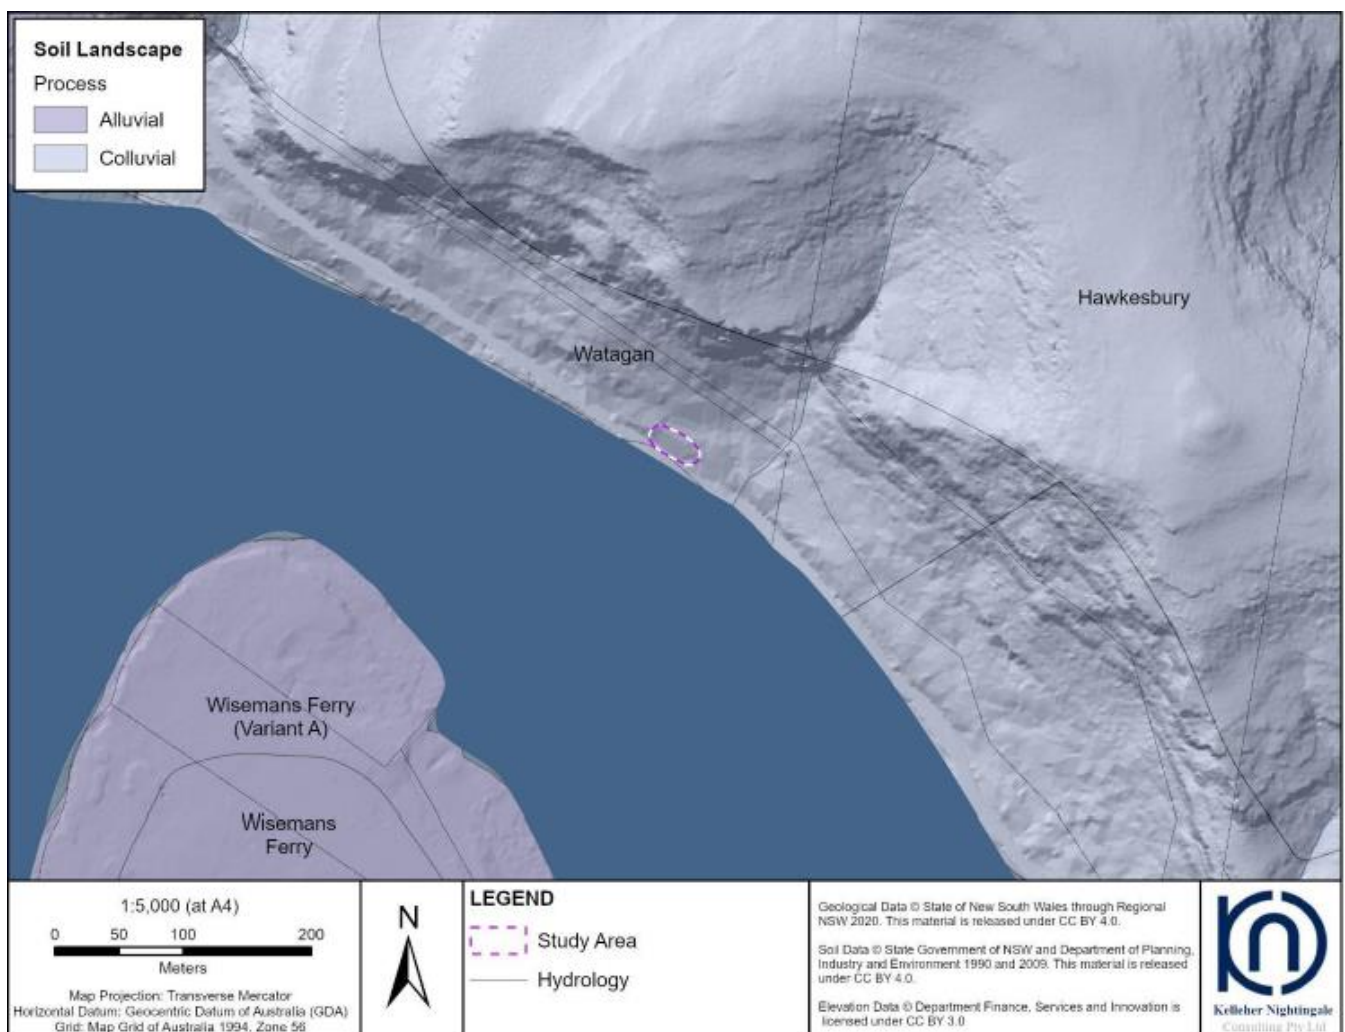 Soil Landscape
Process
Alluvial
Colluvial
Hawkesbury
Watagan
Wisemans Ferry
(Variant A)
Wisemans
Ferry
1:5,000 (at A4)
0 50 100 200
Meters
Map Projection: Transverse Mercator
Horizontal Datum: Geocentric Datum of Australia (GDA)
Grid: Map Grid of Australia 1994, Zone 56
N
LEGEND
Study Area
Hydrology
Geological Data © State of New South Wales through Regional
NSW 2020. This material is released under CC BY 4.0.
Soil Data © State Government of NSW and Department of Planning,
Industry and Environment 1990 and 2009. This material is released
under CC BY 4.0.
Elevation Data © Department Finance, Services and Innovation is
licensed under CC BY 3.0
Kelleher Nightingale
Consulting Pty Ltd